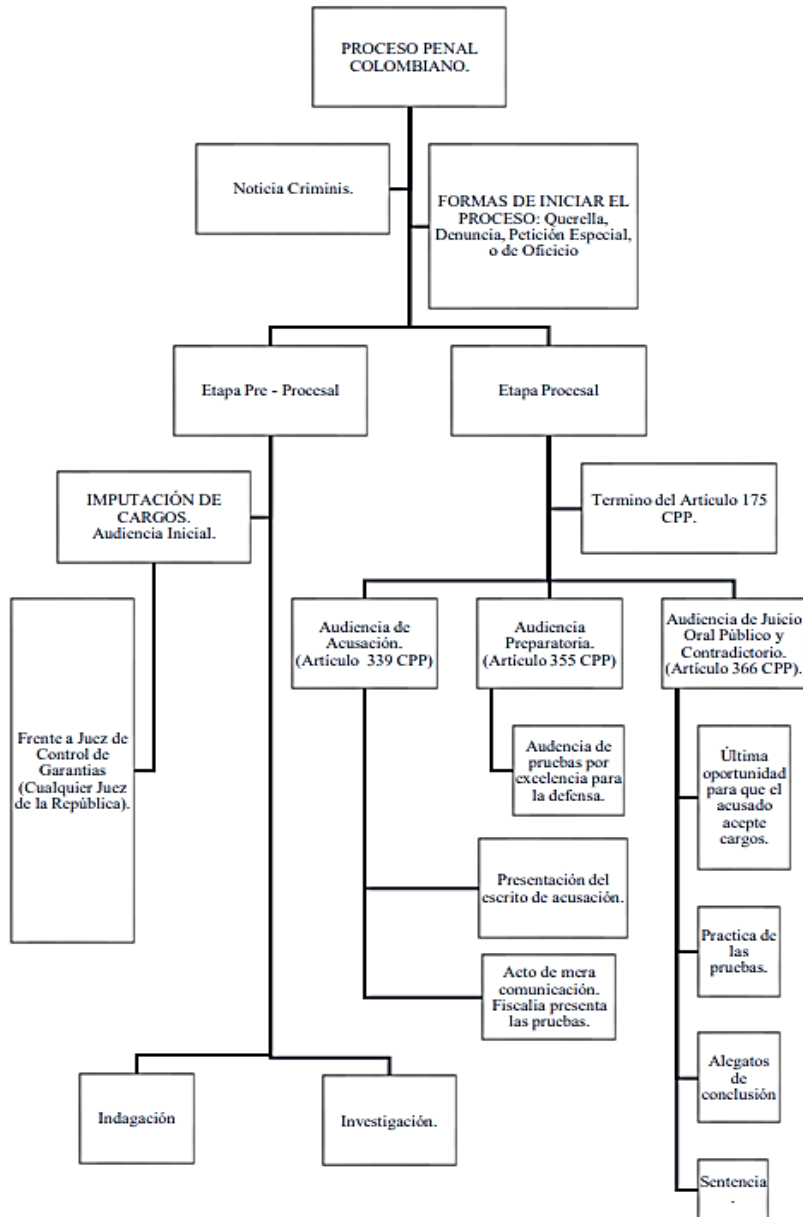 PROCESO PENAL
COLOMBIANO.
Noticia Criminis.
FORMAS DE INICIAR EL
PROCESO: Querella,
Denuncia, Petición Especial,
o de Oficicio
Etapa Pre - Procesal
Etapa Procesal
IMPUTACIÓN DE
CARGOS.
Audiencia Inicial.
Termino del Artículo 175
CPP.
Frente a Juez de
Control de
Garantias
(Cualquier Juez
de la República).
Audiencia de
Acusación.
(Artículo 339 CPP)
Audiencia
Preparatoria.
(Artículo 355 CPP)
Audiencia de Juicio
Oral Público y
Contradictorio.
(Artículo 366 CPP).
Audencia de
pruebas por
excelencia para
la defensa.
Última
oportunidad
para que el
acusado
acepte
cargos.
Presentación del
escrito de acusación.
Practica de
las
pruebas.
Acto de mera
comunicación.
Fiscalia presenta
las pruebas.
Alegatos
de
conclusión
Indagación
Investigación.
Sentencia
.